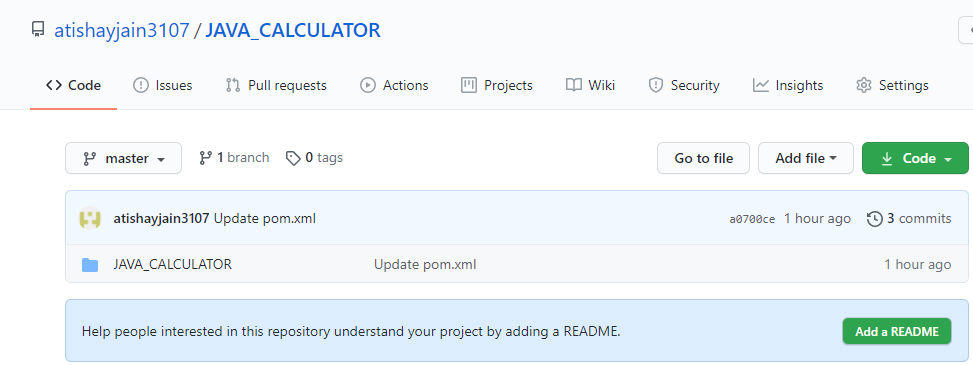 atishayjain3107 / JAVA_CALCULATOR
Code Issues Pull requests Actions Projects Wiki Security Insights Settings
master 1 branch 0 tags Go to file Add file Code
atishayjain3107 Update pom.xml a0700ce 1 hour ago 3 commits
JAVA_CALCULATOR Update pom.xml 1 hour ago
Help people interested in this repository understand your project by adding a README. Add a README